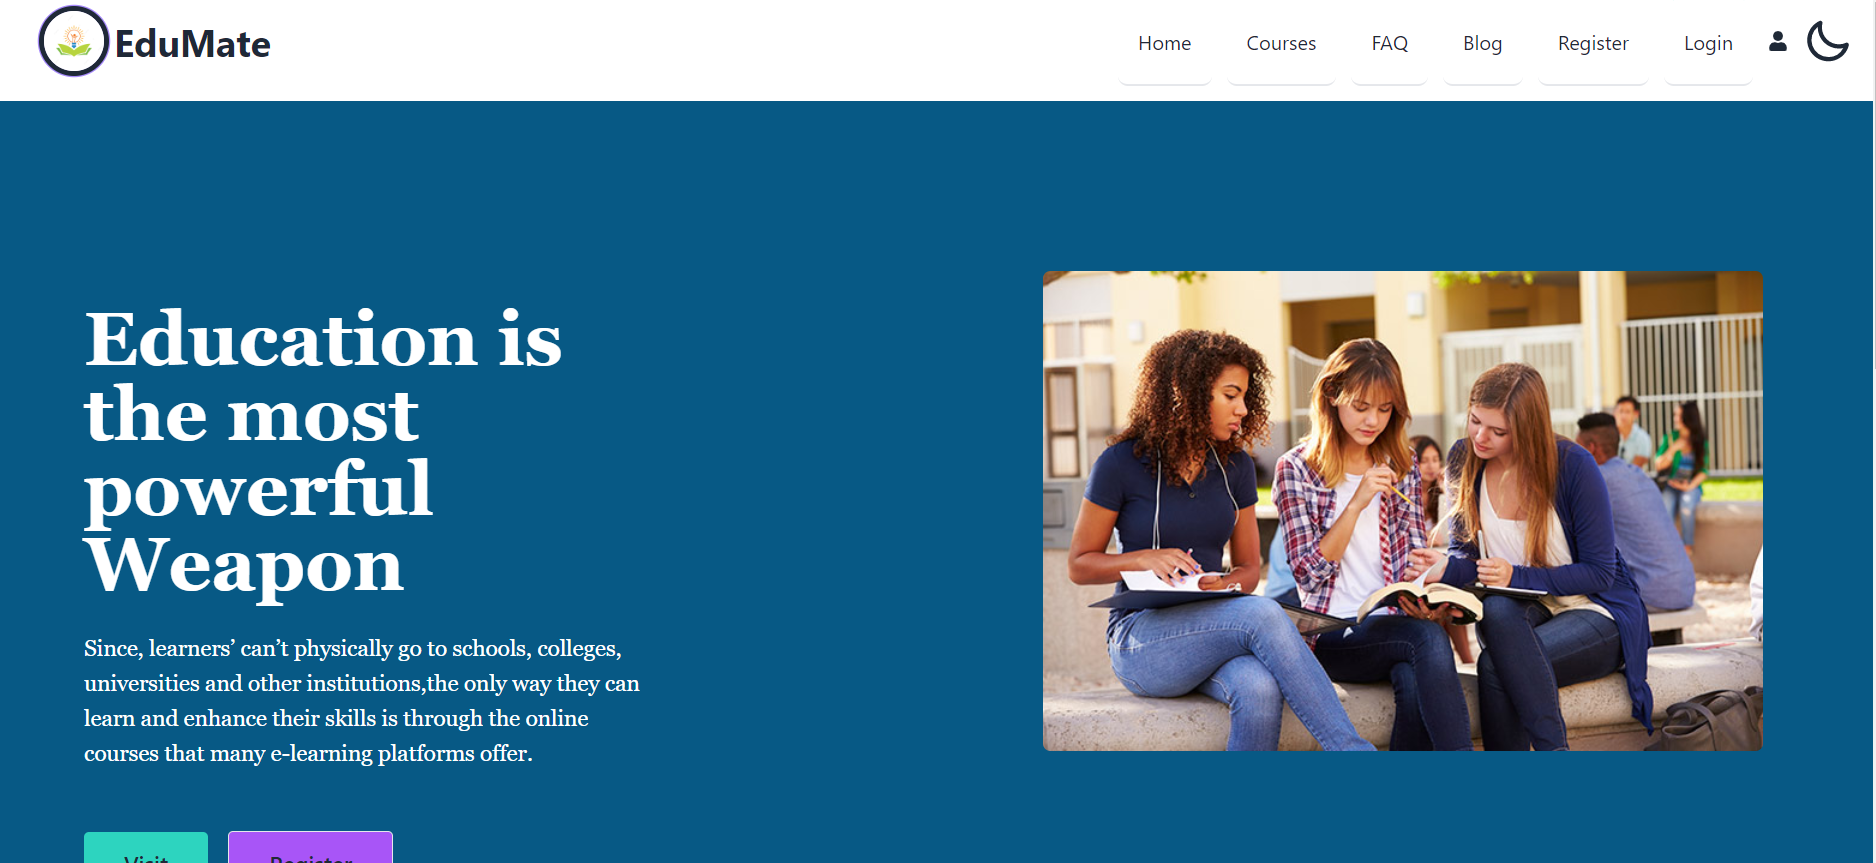 EduMate
Home Courses FAQ Blog Register Login
Education is
the most
powerful
Weapon
Since, learners’ can’t physically go to schools, colleges,
universities and other institutions,the only way they can
learn and enhance their skills is through the online
courses that many e-learning platforms offer.
Visit Register